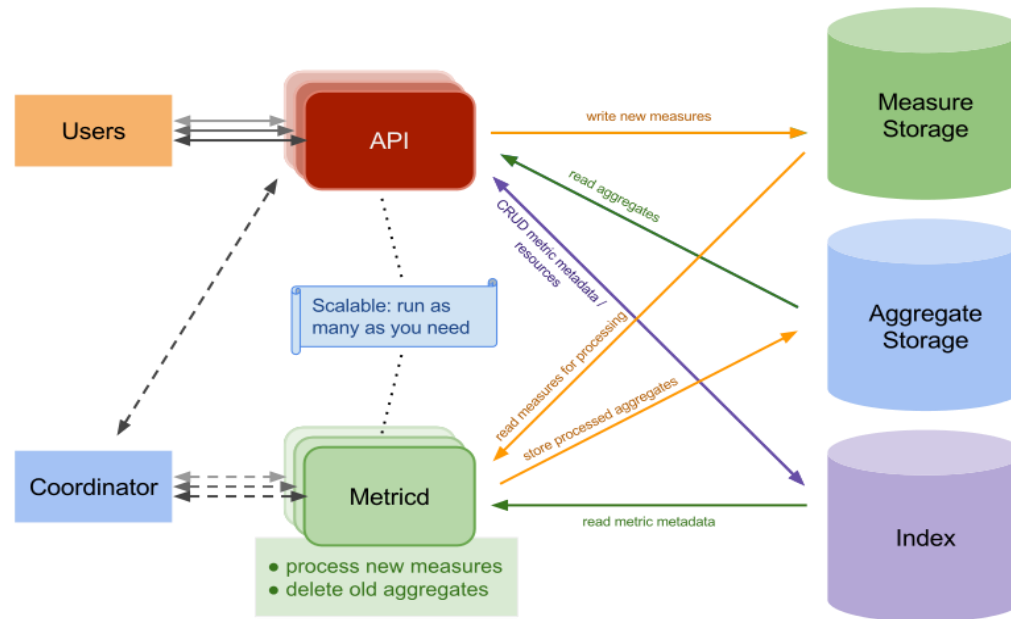 Users
API
write new measures
Measure
Storage
read aggregates
CRUD metric metadata /
resources
Scalable: run as
many as you need
Aggregate
Storage
read measures for processing
store processed aggregates
Coordinator
Metricd
read metric metadata
Index
● process new measures
● delete old aggregates